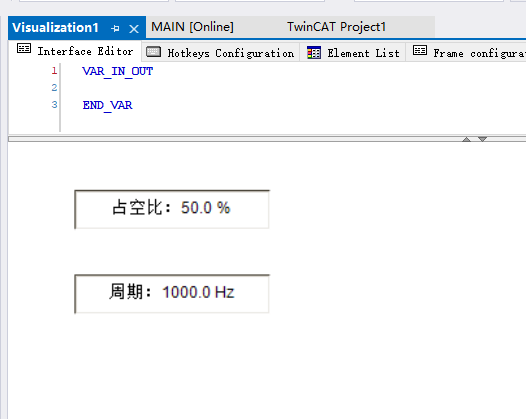 Visualization1 MAIN [Online] TwinCAT Project1
Interface Editor Hotkeys Configuration Element List Frame configura
1 VAR_IN_OUT
2
3 END_VAR
占空比：50.0 %
周期：1000.0 Hz